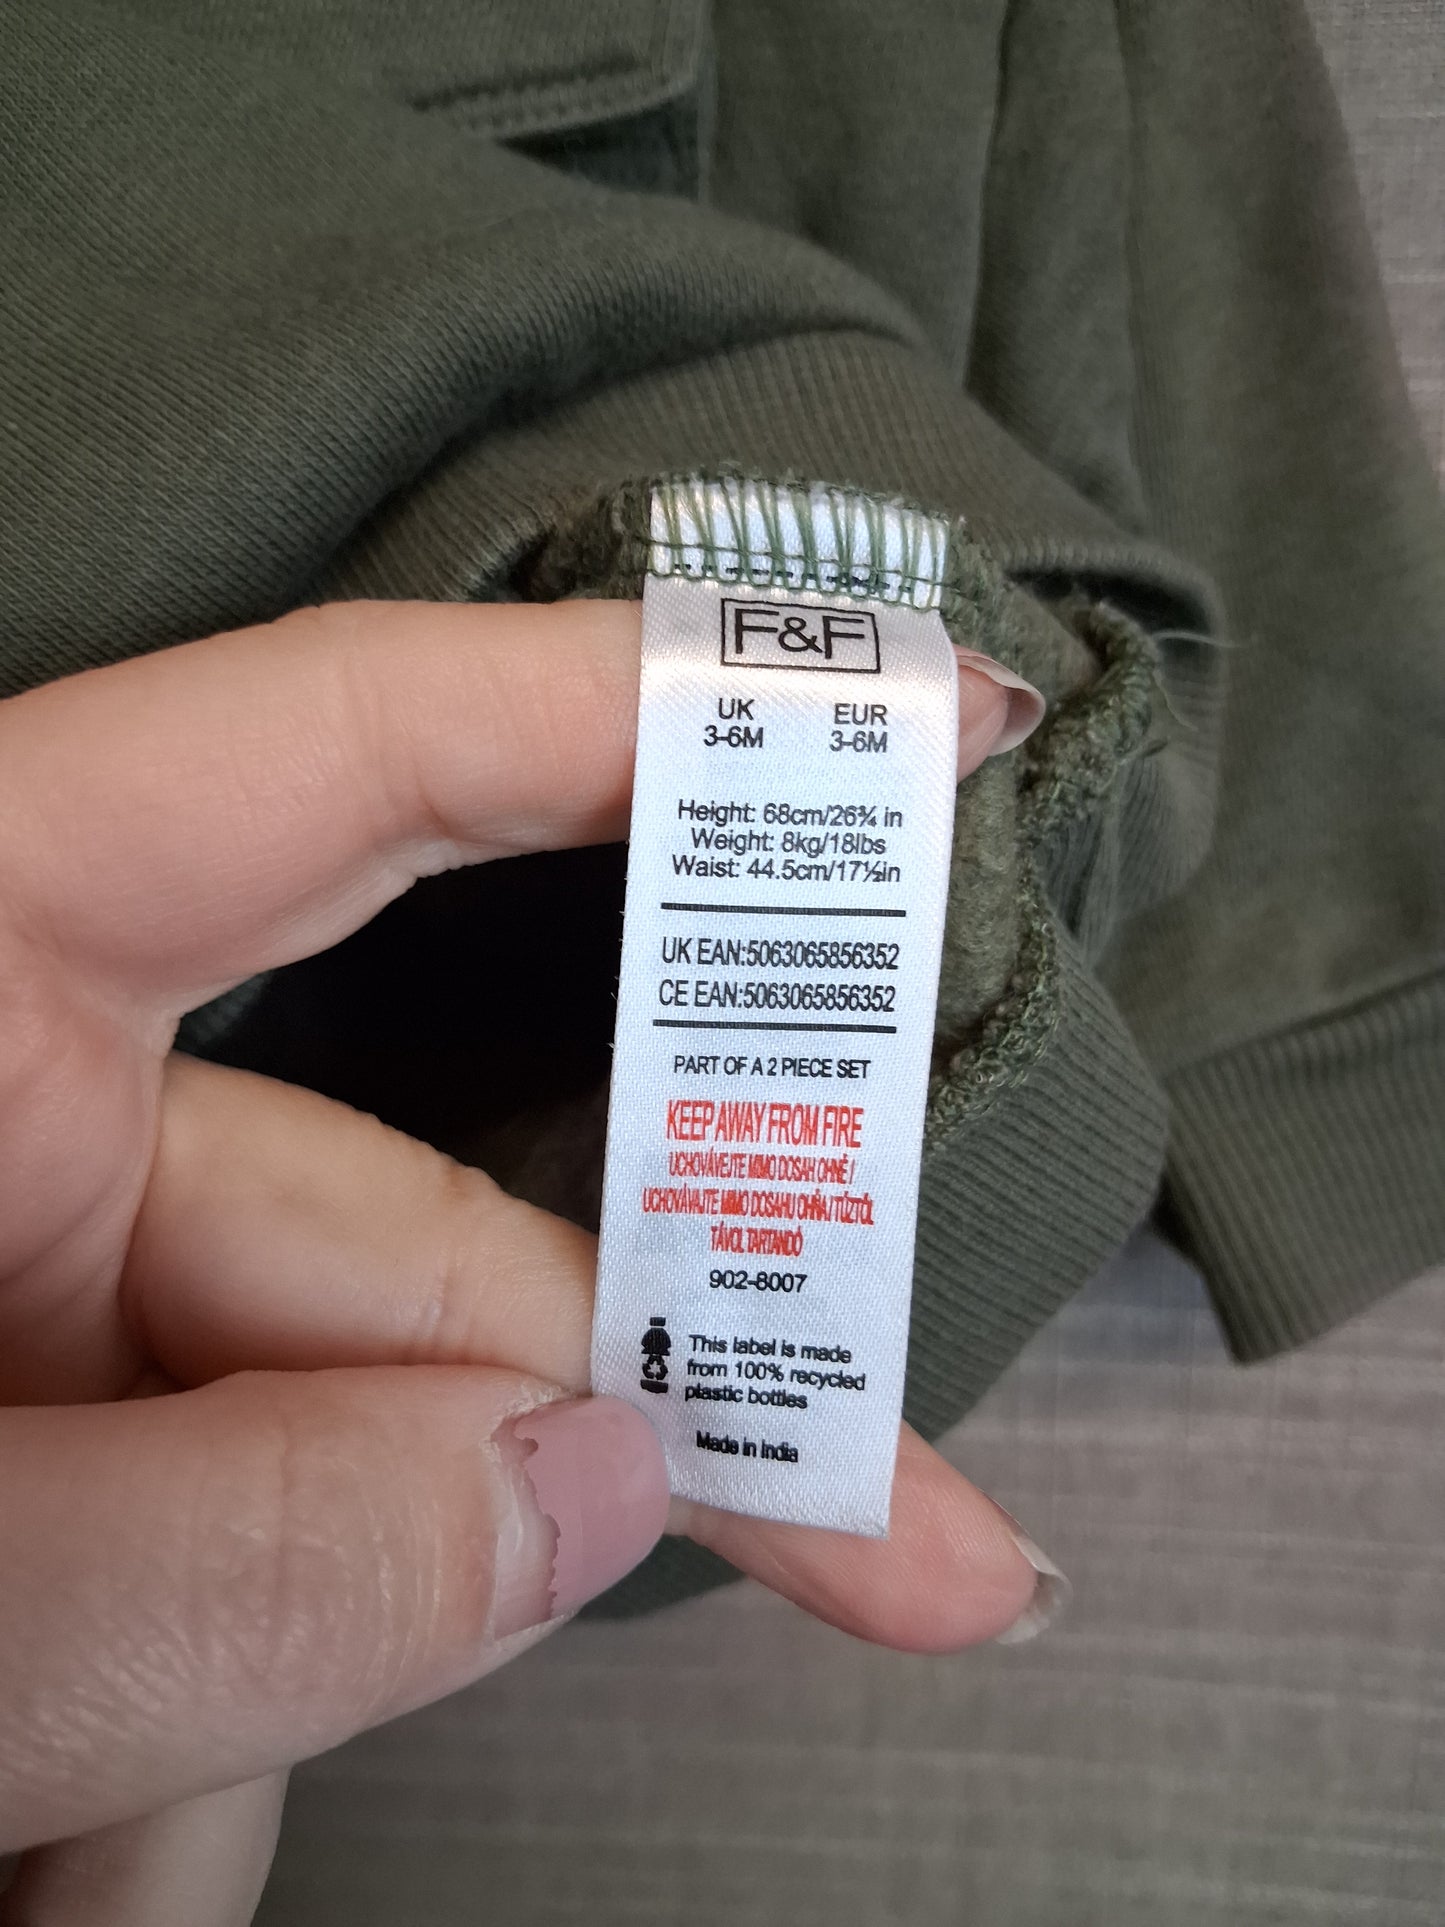 F&F
UK EUR
3-6M 3-6M
Height: 68cm/26¾ in
Weight: 8kg/18lbs
Waist: 44.5cm/17½in
UK EAN:5063065856352
CE EAN:5063065856352
PART OF A 2 PIECE SET
KEEP AWAY FROM FIRE
UCHOVÁVEJTE MIMO DOSAH OHNĚ /
UCHOVÁVAJTE MIMO DOSAHU OHŇA / TŰZTŐL
TÁVOL TARTANDÓ
902-8007
This label is made
from 100% recycled
plastic bottles
Made in India